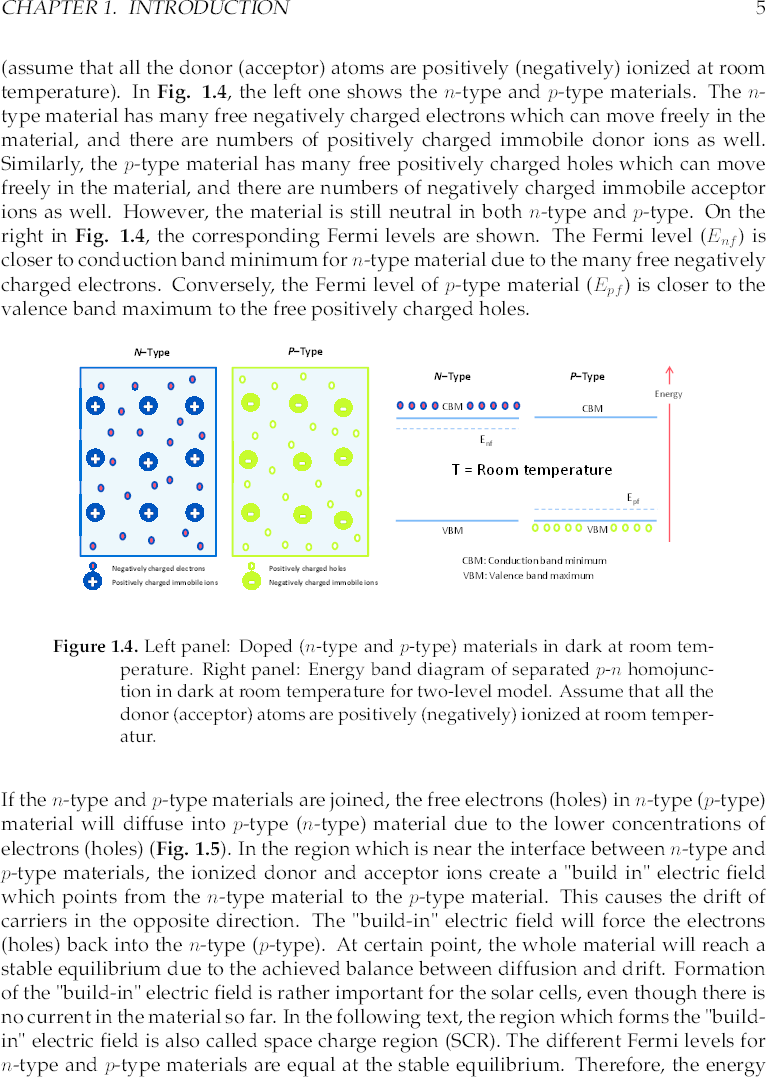 CHAPTER 1. INTRODUCTION 5
(assume that all the donor (acceptor) atoms are positively (negatively) ionized at room
temperature). In Fig. 1.4, the left one shows the n-type and p-type materials. The n-
type material has many free negatively charged electrons which can move freely in the
material, and there are numbers of positively charged immobile donor ions as well.
Similarly, the p-type material has many free positively charged holes which can move
freely in the material, and there are numbers of negatively charged immobile acceptor
ions as well. However, the material is still neutral in both n-type and p-type. On the
right in Fig. 1.4, the corresponding Fermi levels are shown. The Fermi level (Enf) is
closer to conduction band minimum for n-type material due to the many free negatively
charged electrons. Conversely, the Fermi level of p-type material (Epf) is closer to the
valence band maximum to the free positively charged holes.
N–Type P–Type
N–Type P–Type
Energy
CBM CBM
Enf
T = Room temperature
Epf
VBM VBM
CBM: Conduction band minimum
VBM: Valence band maximum
Negatively charged electrons Positively charged holes
Positively charged immobile ions Negatively charged immobile ions
Figure 1.4. Left panel: Doped (n-type and p-type) materials in dark at room tem-
perature. Right panel: Energy band diagram of separated p-n homojunc-
tion in dark at room temperature for two-level model. Assume that all the
donor (acceptor) atoms are positively (negatively) ionized at room temper-
atur.
If the n-type and p-type materials are joined, the free electrons (holes) in n-type (p-type)
material will diffuse into p-type (n-type) material due to the lower concentrations of
electrons (holes) (Fig. 1.5). In the region which is near the interface between n-type and
p-type materials, the ionized donor and acceptor ions create a "build in" electric field
which points from the n-type material to the p-type material. This causes the drift of
carriers in the opposite direction. The "build-in" electric field will force the electrons
(holes) back into the n-type (p-type). At certain point, the whole material will reach a
stable equilibrium due to the achieved balance between diffusion and drift. Formation
of the "build-in" electric field is rather important for the solar cells, even though there is
no current in the material so far. In the following text, the region which forms the "build-
in" electric field is also called space charge region (SCR). The different Fermi levels for
n-type and p-type materials are equal at the stable equilibrium. Therefore, the energy